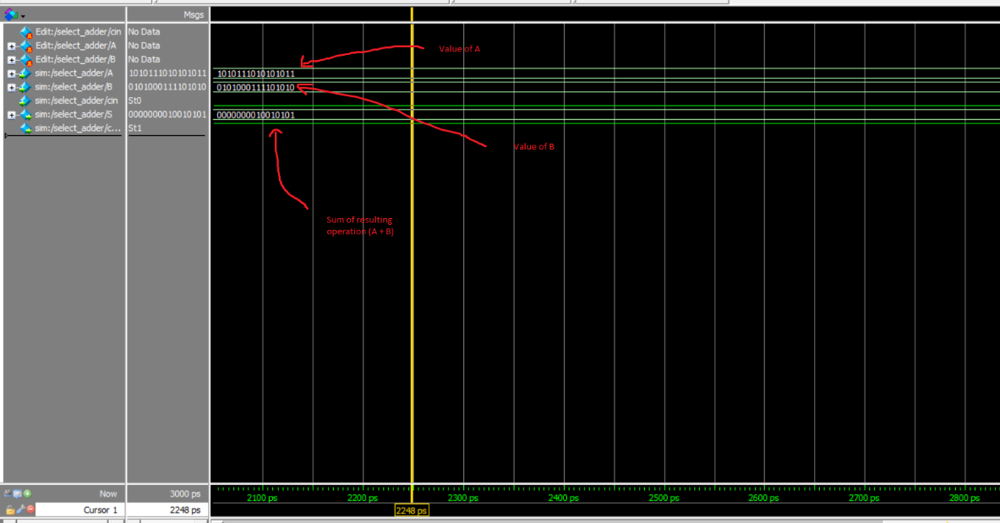 Msgs
Edit:/select_adder/cin No Data
Edit:/select_adder/A No Data
Edit:/select_adder/B No Data
sim:/select_adder/A 1010111010101011 1010111010101011
sim:/select_adder/B 0101000111101010 0101000111101010
sim:/select_adder/cin St0
sim:/select_adder/S 0000000010010101 0000000010010101
sim:/select_adder/c... St1
Value of A
Value of B
Sum of resulting
operation (A + B)
Now 3000 ps
Cursor 1 2248 ps
2100 ps 2200 ps 2300 ps 2400 ps 2500 ps 2600 ps 2700 ps 2800 ps
2248 ps